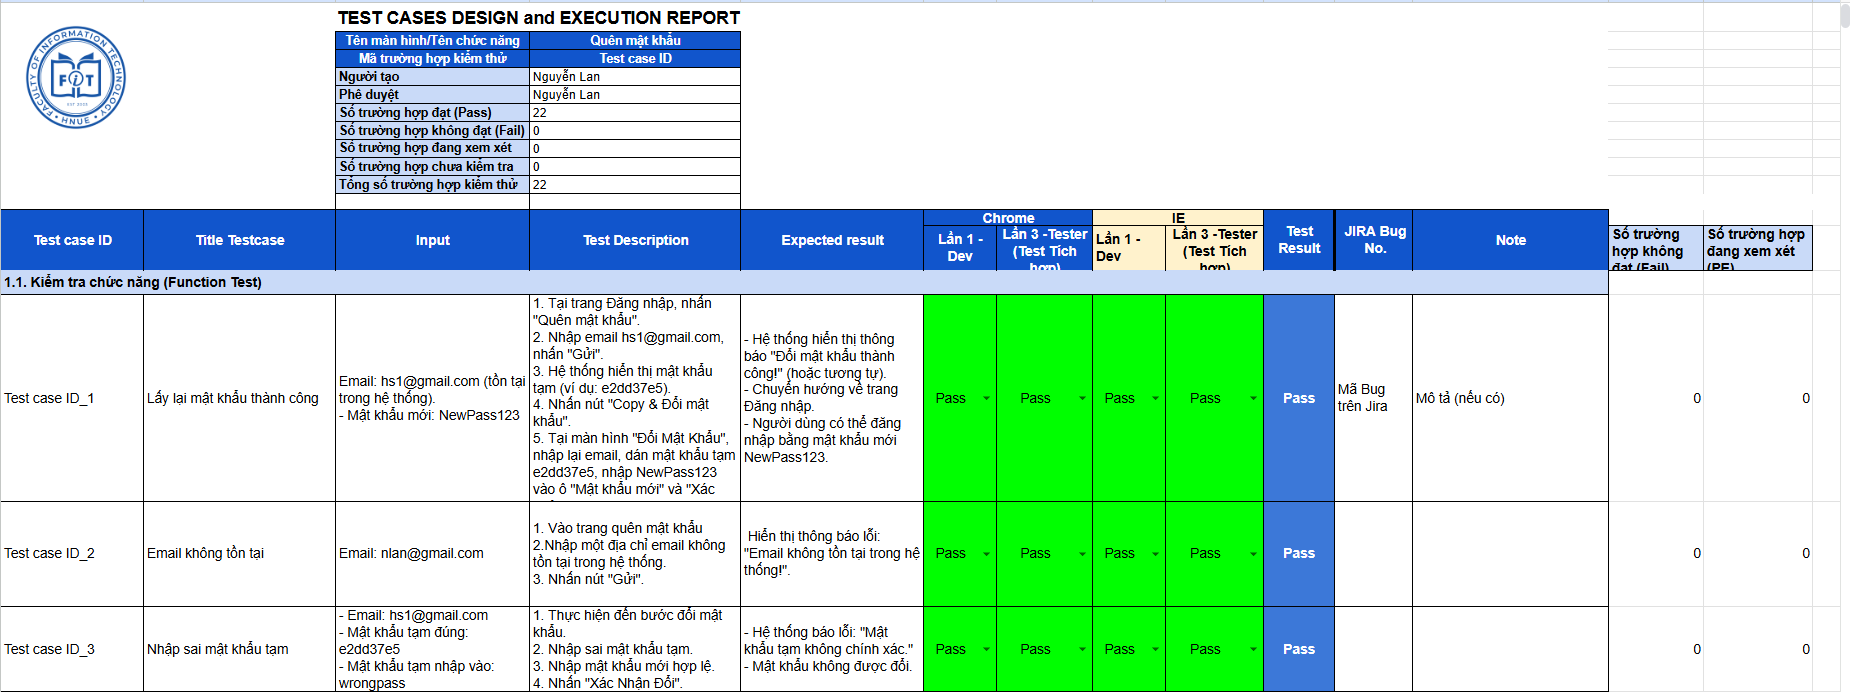 TEST CASES DESIGN and EXECUTION REPORT
FACULTY OF INFORMATION TECHNOLOGY
FiT
HNUE
Tên màn hình/Tên chức năng
Quên mật khẩu
Mã trường hợp kiểm thử
Test case ID
Người tạo
Nguyễn Lan
Phê duyệt
Nguyễn Lan
Số trường hợp đạt (Pass)
22
Số trường hợp không đạt (Fail)
0
Số trường hợp đang xem xét
0
Số trường hợp chưa kiểm tra
0
Tổng số trường hợp kiểm thử
22
Test case ID
Title Testcase
Input
Test Description
Expected result
Chrome
Lần 1 -
Dev
Lần 3 -Tester
(Test Tích
hợp)
IE
Lần 1 -
Dev
Lần 3 -Tester
(Test Tích
hợp)
Test
Result
JIRA Bug
No.
Note
Số trường
hợp không
đạt (Fail)
Số trường hợp
đang xem xét
(PE)
1.1. Kiểm tra chức năng (Function Test)
Test case ID_1
Lấy lại mật khẩu thành công
Email: hs1@gmail.com (tồn tại
trong hệ thống).
- Mật khẩu mới: NewPass123
1. Tại trang Đăng nhập, nhấn
"Quên mật khẩu".
2. Nhập email hs1@gmail.com,
nhấn "Gửi".
3. Hệ thống hiển thị mật khẩu
tạm (ví dụ: e2dd37e5).
4. Nhấn nút "Copy & Đổi mật
khẩu".
5. Tại màn hình "Đổi Mật Khẩu",
nhập lại email, dán mật khẩu tạm
e2dd37e5, nhập NewPass123
vào ô "Mật khẩu mới" và "Xác
- Hệ thống hiển thị thông
báo "Đổi mật khẩu thành
công!" (hoặc tương tự).
- Chuyển hướng về trang
Đăng nhập.
- Người dùng có thể đăng
nhập bằng mật khẩu mới
NewPass123.
Pass
Pass
Pass
Pass
Pass
Mã Bug
trên Jira
Mô tả (nếu có)
0
0
Test case ID_2
Email không tồn tại
Email: nlan@gmail.com
1. Vào trang quên mật khẩu
2.Nhập một địa chỉ email không
tồn tại trong hệ thống.
3. Nhấn nút "Gửi".
Hiển thị thông báo lỗi:
"Email không tồn tại trong hệ
thống!".
Pass
Pass
Pass
Pass
Pass
0
0
Test case ID_3
Nhập sai mật khẩu tạm
- Email: hs1@gmail.com
- Mật khẩu tạm đúng:
e2dd37e5
- Mật khẩu tạm nhập vào:
wrongpass
1. Thực hiện đến bước đổi mật
khẩu.
2. Nhập sai mật khẩu tạm.
3. Nhập mật khẩu mới hợp lệ.
4. Nhấn "Xác Nhận Đổi".
- Hệ thống báo lỗi: "Mật
khẩu tạm không chính xác."
- Mật khẩu không được đổi.
Pass
Pass
Pass
Pass
Pass
0
0